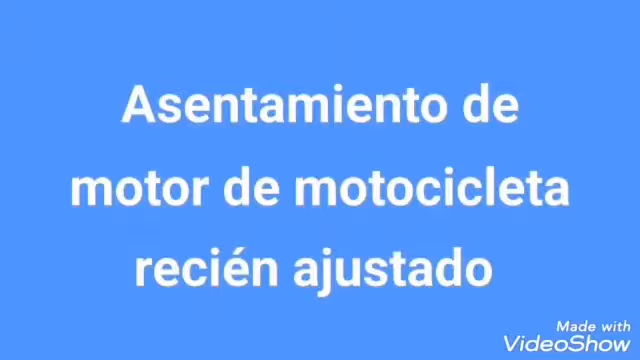 Asentamiento de
motor de motocicleta
recién ajustado
Made with
VideoShow